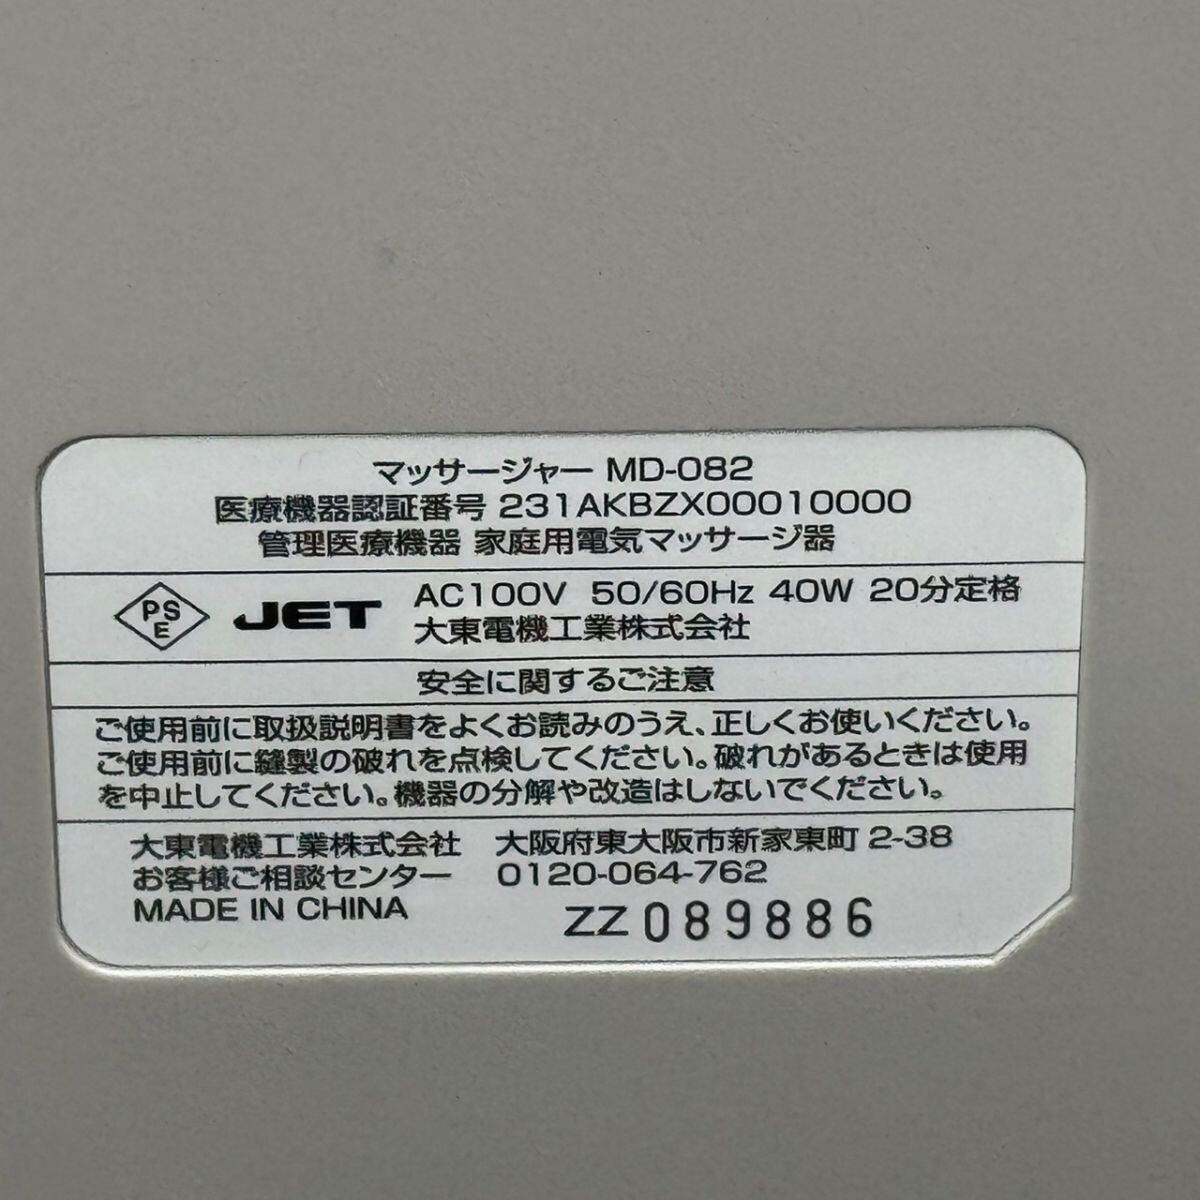 マッサージャー MD-082
医療機器認証番号 231AKBZX00010000
管理医療機器 家庭用電気マッサージ器
PSE JET AC100V 50/60Hz 40W 20分定格
大東電機工業株式会社
安全に関するご注意
ご使用前に取扱説明書をよくお読みのうえ、正しくお使いください。
ご使用前に縫製の破れを点検してください。破れがあるときは使用
を中止してください。機器の分解や改造はしないでください。
大東電機工業株式会社 大阪府東大阪市新家東町 2-38
お客様ご相談センター 0120-064-762
MADE IN CHINA
ZZ 089886